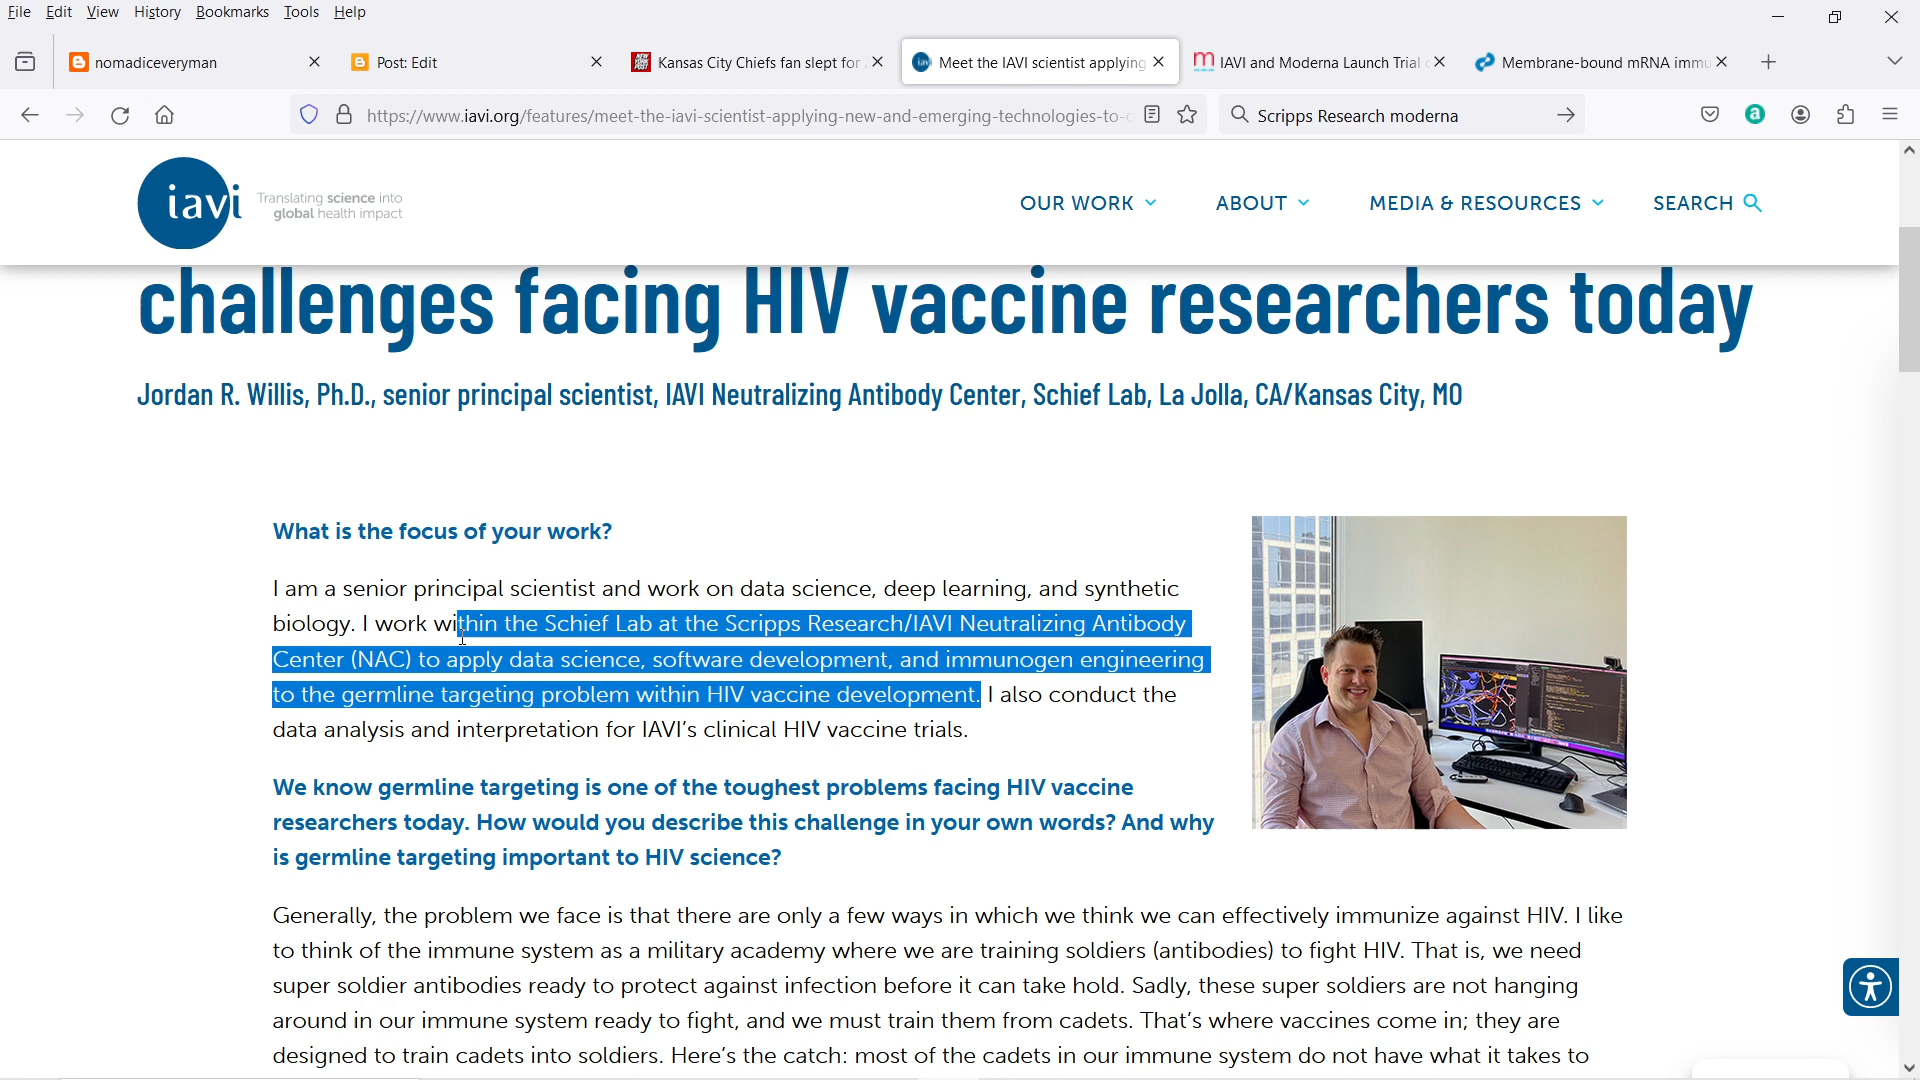 File Edit View History Bookmarks Tools Help
nomadiceveryman
Post: Edit
Kansas City Chiefs fan slept for
Meet the IAVI scientist applying
IAVI and Moderna Launch Trial
Membrane-bound mRNA immu
https://www.iavi.org/features/meet-the-iavi-scientist-applying-new-and-emerging-technologies-to-
Scripps Research moderna
iavi
Translating science into
global health impact
OUR WORK
ABOUT
MEDIA & RESOURCES
SEARCH
challenges facing HIV vaccine researchers today
Jordan R. Willis, Ph.D., senior principal scientist, IAVI Neutralizing Antibody Center, Schief Lab, La Jolla, CA/Kansas City, MO
What is the focus of your work?
I am a senior principal scientist and work on data science, deep learning, and synthetic
biology. I work within the Schief Lab at the Scripps Research/IAVI Neutralizing Antibody
Center (NAC) to apply data science, software development, and immunogen engineering
to the germline targeting problem within HIV vaccine development. I also conduct the
data analysis and interpretation for IAVI's clinical HIV vaccine trials.
We know germline targeting is one of the toughest problems facing HIV vaccine
researchers today. How would you describe this challenge in your own words? And why
is germline targeting important to HIV science?
Generally, the problem we face is that there are only a few ways in which we think we can effectively immunize against HIV. I like
to think of the immune system as a military academy where we are training soldiers (antibodies) to fight HIV. That is, we need
super soldier antibodies ready to protect against infection before it can take hold. Sadly, these super soldiers are not hanging
around in our immune system ready to fight, and we must train them from cadets. That's where vaccines come in; they are
designed to train cadets into soldiers. Here's the catch: most of the cadets in our immune system do not have what it takes to